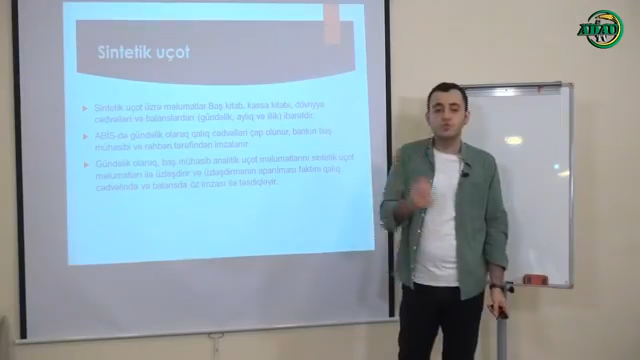 Sintetik uçot
Sintetik uçot üzrə məlumatlar Baş kitab, kassa kitabı, dövriyyə
cədvəlləri və balanslardan (gündəlik, aylıq və illik) ibarətdir.
ABİS-də gündəlik olaraq qalıq cədvəlləri çap olunur, bankın baş
mühasibi və rəhbəri tərəfindən imzalanır.
Gündəlik olaraq, baş mühasib analitik uçot məlumatlarını sintetik uçot
məlumatları ilə üzləşdirir və üzləşdirmənin aparılması faktını qalıq
cədvəlində və balansda öz imzası ilə təsdiqləyir.